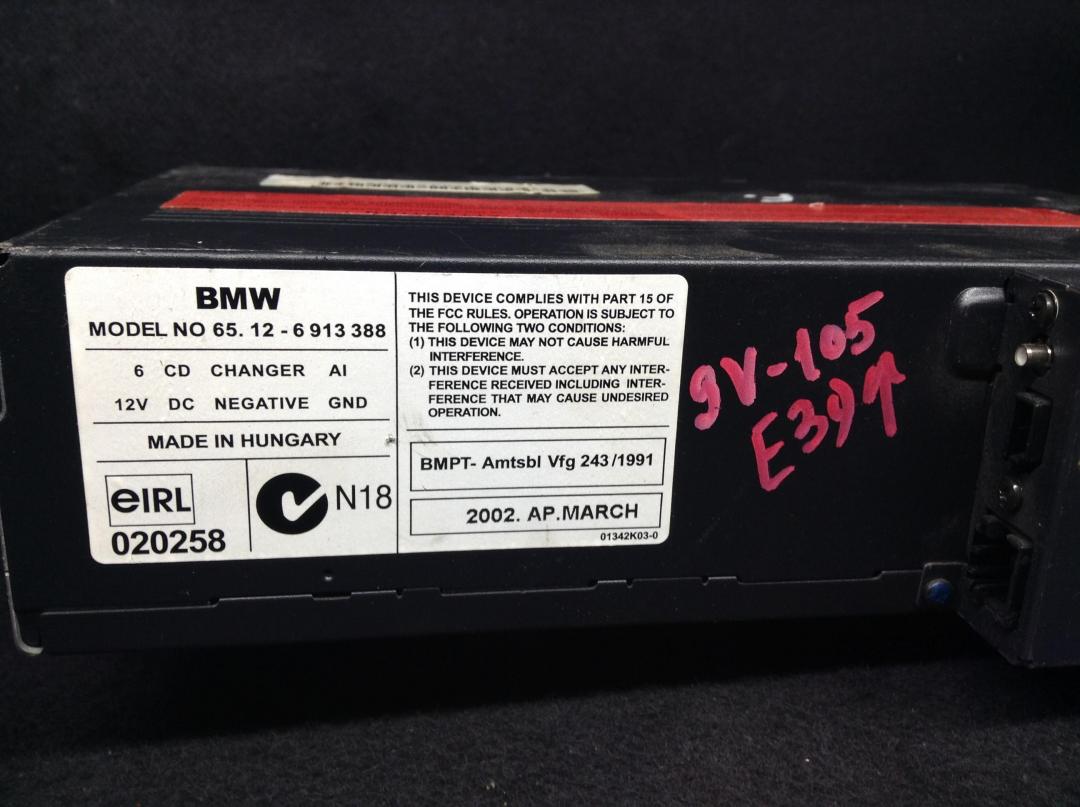 BMW
MODEL NO 65. 12 - 6 913 388
6 CD CHANGER AI
12V DC NEGATIVE GND
MADE IN HUNGARY
eIRL
020258
N18
THIS DEVICE COMPLIES WITH PART 15 OF
THE FCC RULES. OPERATION IS SUBJECT TO
THE FOLLOWING TWO CONDITIONS:
(1) THIS DEVICE MAY NOT CAUSE HARMFUL
INTERFERENCE.
(2) THIS DEVICE MUST ACCEPT ANY INTER-
FERENCE RECEIVED INCLUDING INTER-
FERENCE THAT MAY CAUSE UNDESIRED
OPERATION.
BMPT- Amtsbl Vfg 243/1991
2002. AP.MARCH
01342K03-0
9V-105
E39